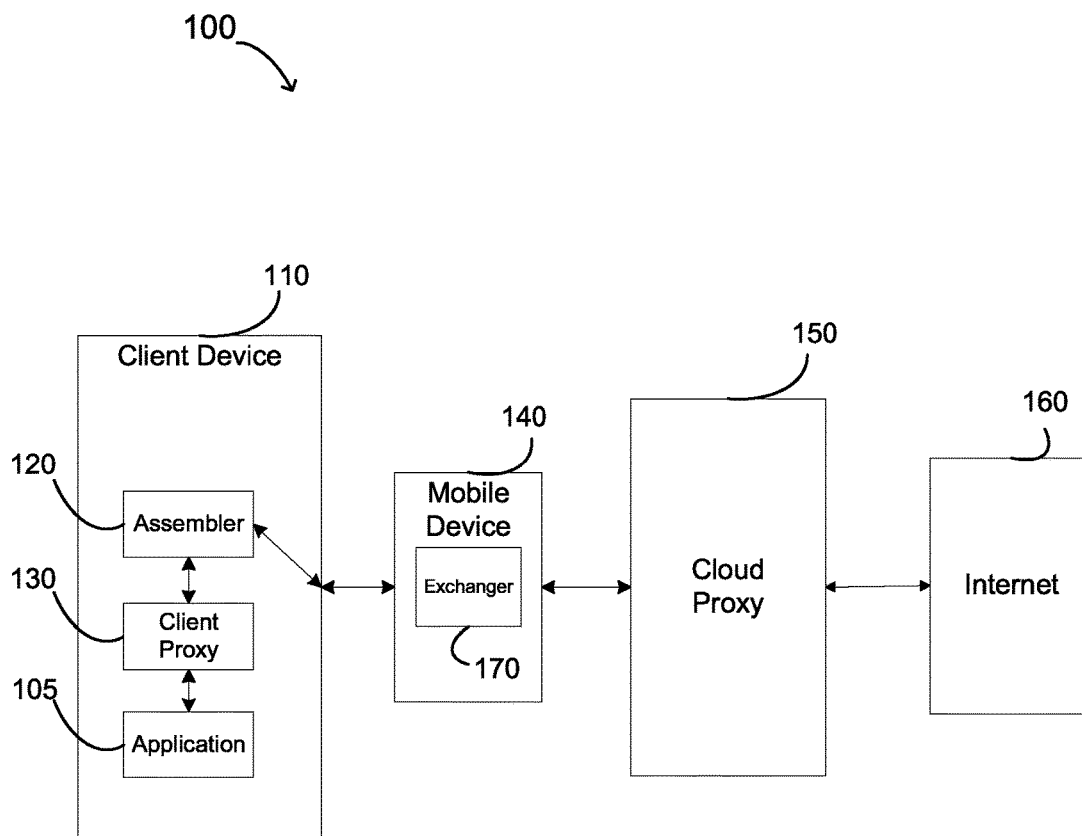 100
110
Client Device
150
140
160
120
Assembler
Mobile
Device
130
Exchanger
Cloud
Proxy
Internet
Client
Proxy
170
105
Application